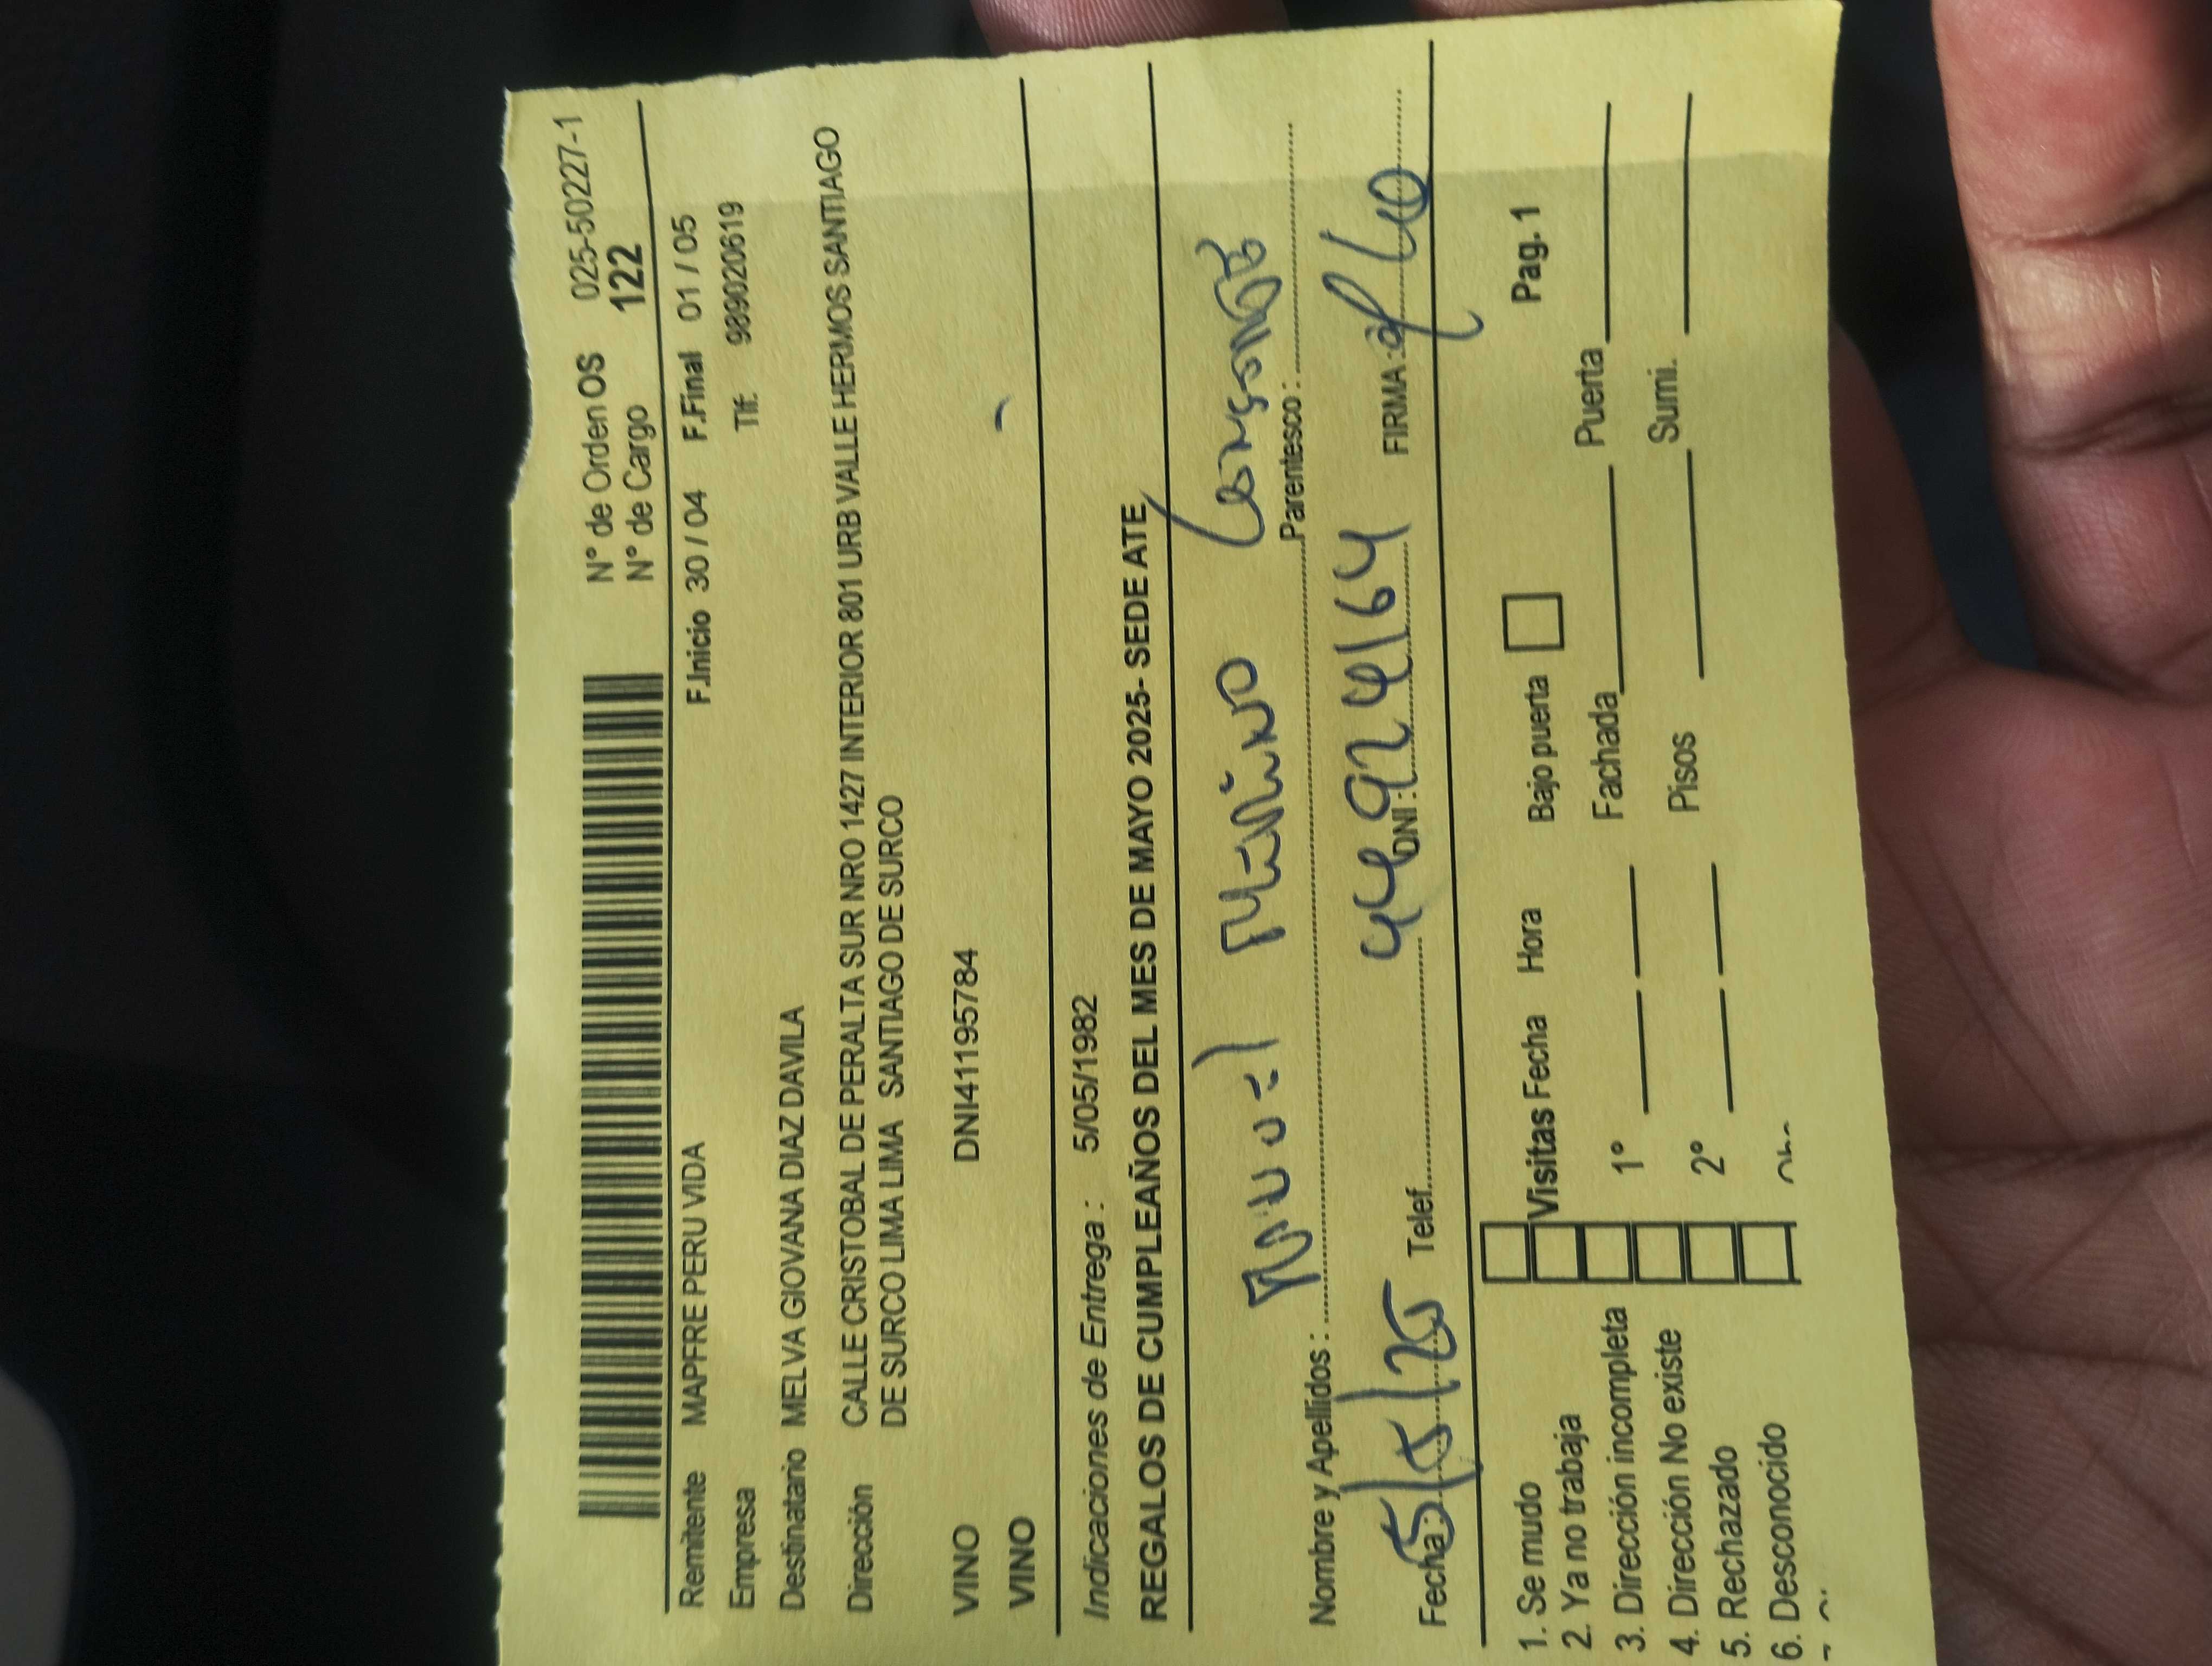 N° de Orden OS 025-50227-1
N° de Cargo 122
F.Inicio 30 / 04 F.Final 01 / 05
Remitente MAPFRE PERU VIDA
Empresa Tlf: 989020619
Destinatario MELVA GIOVANA DIAZ DAVILA
Dirección CALLE CRISTOBAL DE PERALTA SUR NRO 1427 INTERIOR 801 URB VALLE HERMOS SANTIAGO
DE SURCO LIMA LIMA SANTIAGO DE SURCO
VINO DNI41195784
VINO
Indicaciones de Entrega : 5/05/1982
REGALOS DE CUMPLEAÑOS DEL MES DE MAYO 2025- SEDE ATE
Nombre y Apellidos : Parentesco :
Fecha : 5/5/25 Telef. DNI : 44924164 FIRMA :
1. Se mudo
2. Ya no trabaja Visitas Fecha Hora Bajo puerta Pag. 1
3. Dirección incompleta 1° Fachada Puerta
4. Dirección No existe 2° Pisos Sumi.
5. Rechazado
6. Desconocido